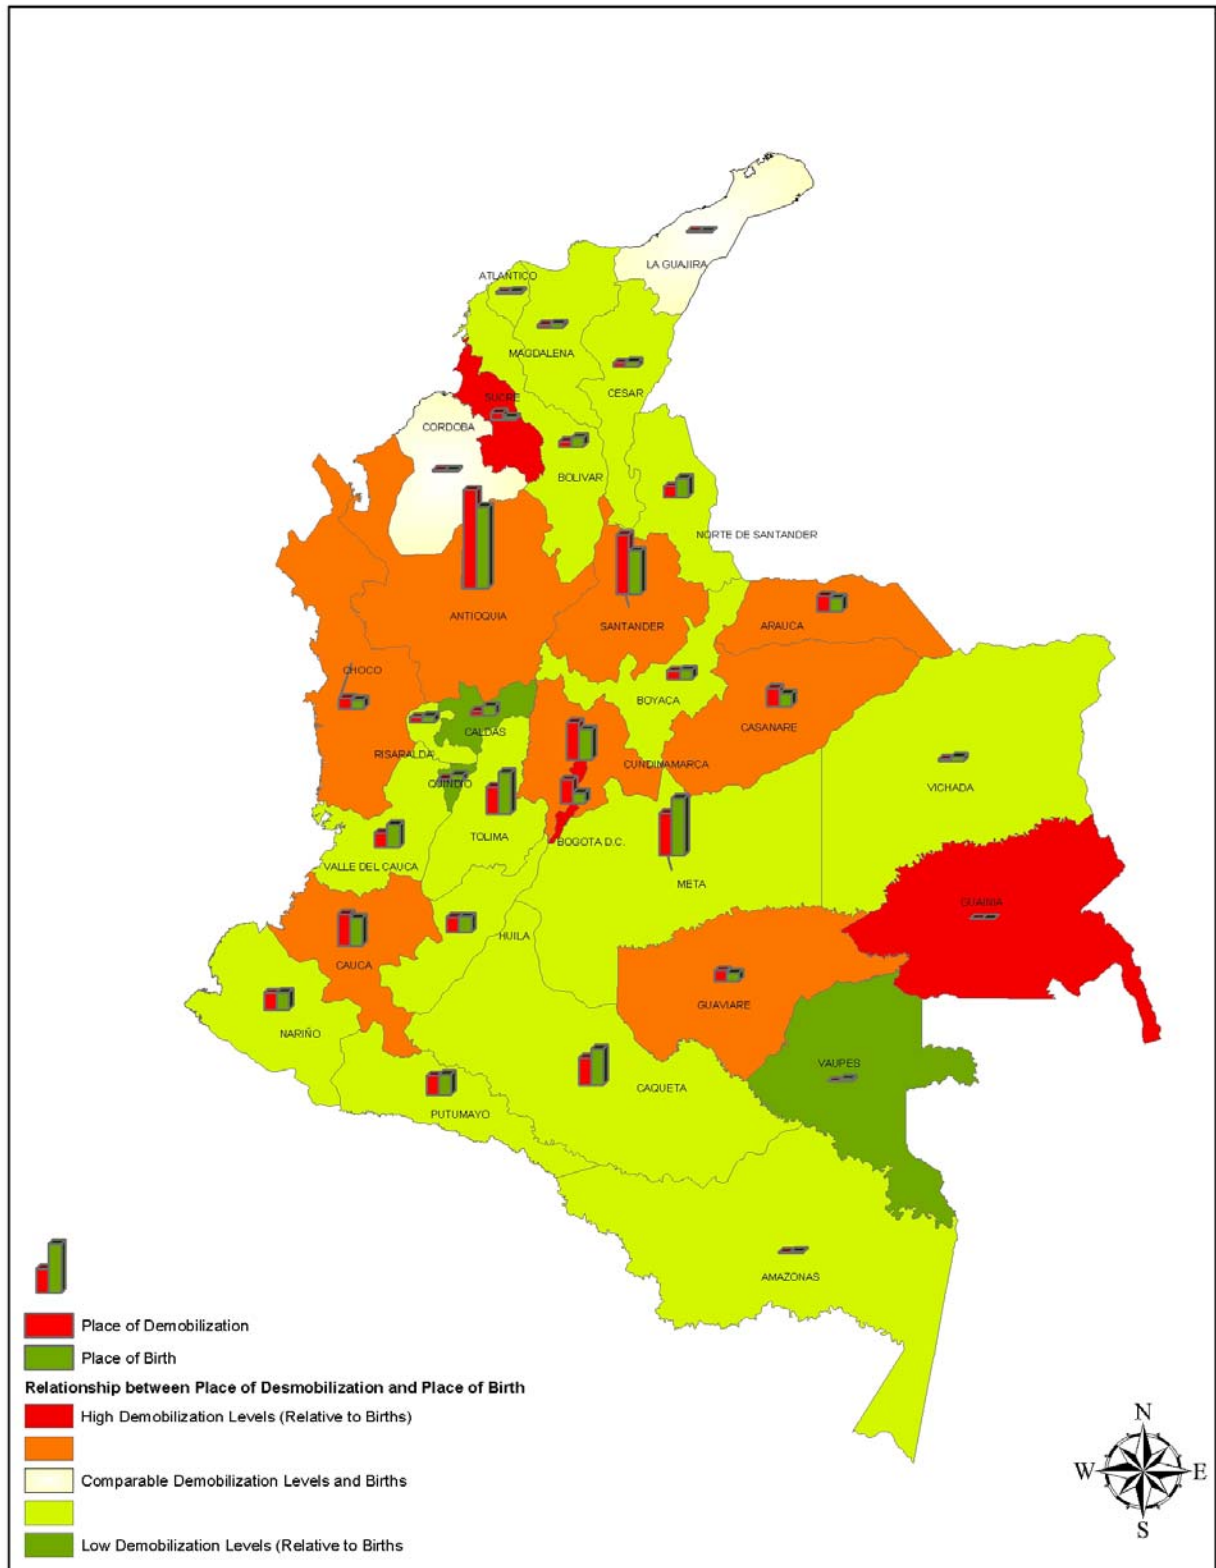 LA GUAJIRA
ATLANTICO
MAGDALENA
CESAR
SUCRE
CORDOBA
BOLIVAR
NORTE DE SANTANDER
ANTIOQUIA
SANTANDER
ARAUCA
CHOCO
BOYACA
CASANARE
CALDAS
RISARALDA
CUNDINAMARCA
QUINDIO
VICHADA
TOLIMA
BOGOTA D.C.
VALLE DEL CAUCA
META
GUAINIA
HUILA
CAUCA
GUAVIARE
NARIÑO
VAUPES
CAQUETA
PUTUMAYO
AMAZONAS
Place of Demobilization
Place of Birth
Relationship between Place of Desmobilization and Place of Birth
High Demobilization Levels (Relative to Births)
Comparable Demobilization Levels and Births
Low Demobilization Levels (Relative to Births
N
W E
S